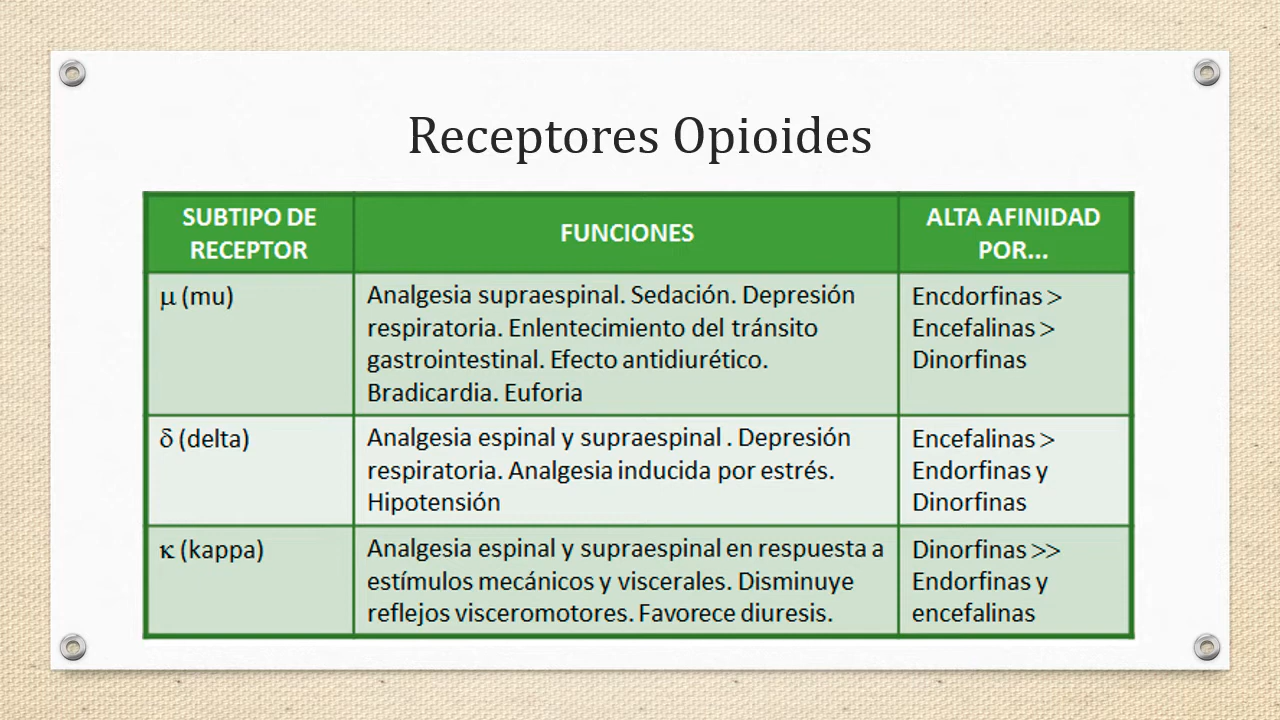 Receptores Opioides
SUBTIPO DE
RECEPTOR
FUNCIONES
ALTA AFINIDAD
POR...
μ (mu)
Analgesia supraespinal. Sedación. Depresión
respiratoria. Enlentecimiento del tránsito
gastrointestinal. Efecto antidiurético.
Bradicardia. Euforia
Encdorfinas >
Encefalinas >
Dinorfinas
δ (delta)
Analgesia espinal y supraespinal . Depresión
respiratoria. Analgesia inducida por estrés.
Hipotensión
Encefalinas >
Endorfinas y
Dinorfinas
κ (kappa)
Analgesia espinal y supraespinal en respuesta a
estímulos mecánicos y viscerales. Disminuye
reflejos visceromotores. Favorece diuresis.
Dinorfinas >>
Endorfinas y
encefalinas